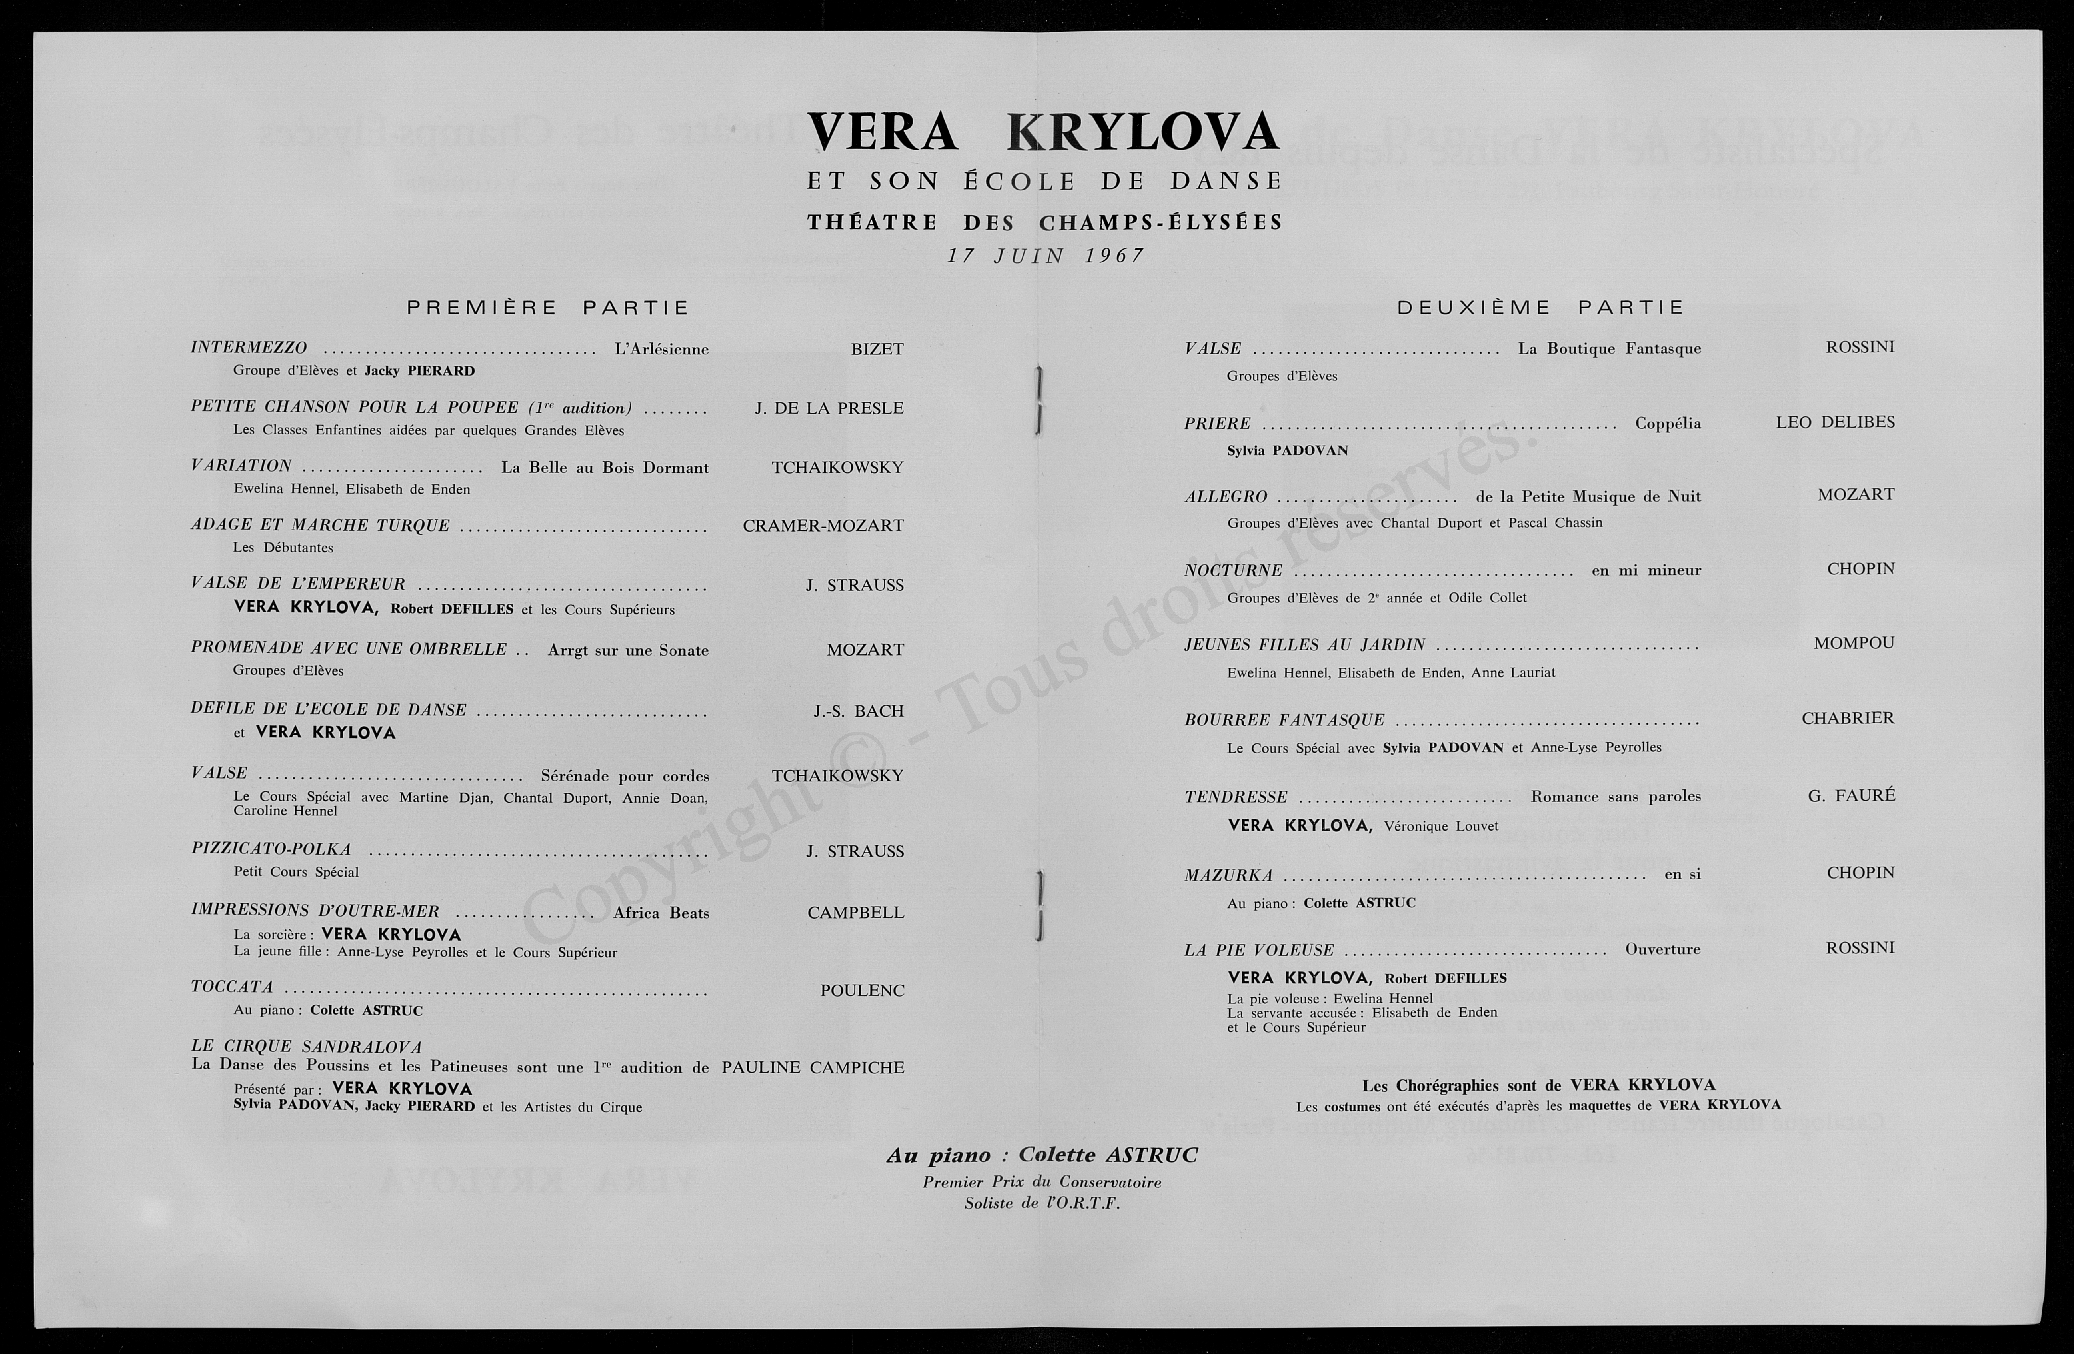 VERA KRYLOVA
ET SON ÉCOLE DE DANSE
THÉATRE DES CHAMPS-ÉLYSÉES
17 JUIN 1967
PREMIÈRE PARTIE
INTERMEZZO ................................. L'Arlésienne BIZET
Groupe d'Elèves et Jacky PIERARD
PETITE CHANSON POUR LA POUPEE (1re audition) ........ J. DE LA PRESLE
Les Classes Enfantines aidées par quelques Grandes Elèves
VARIATION ...................... La Belle au Bois Dormant TCHAIKOWSKY
Ewelina Hennel, Elisabeth de Enden
ADAGE ET MARCHE TURQUE .............................. CRAMER-MOZART
Les Débutantes
VALSE DE L'EMPEREUR ................................... J. STRAUSS
VERA KRYLOVA, Robert DEFILLES et les Cours Supérieurs
PROMENADE AVEC UNE OMBRELLE .. Arrgt sur une Sonate MOZART
Groupes d'Elèves
DEFILE DE L'ECOLE DE DANSE ............................ J.-S. BACH
et VERA KRYLOVA
VALSE ................................ Sérénade pour cordes TCHAIKOWSKY
Le Cours Spécial avec Martine Djan, Chantal Duport, Annie Doan,
Caroline Hennel
PIZZICATO-POLKA ......................................... J. STRAUSS
Petit Cours Spécial
IMPRESSIONS D'OUTRE-MER ................. Africa Beats CAMPBELL
La sorcière : VERA KRYLOVA
La jeune fille : Anne-Lyse Peyrolles et le Cours Supérieur
TOCCATA ................................................... POULENC
Au piano : Colette ASTRUC
LE CIRQUE SANDRALOVA
La Danse des Poussins et les Patineuses sont une 1re audition de PAULINE CAMPICHE
Présenté par : VERA KRYLOVA
Sylvia PADOVAN, Jacky PIERARD et les Artistes du Cirque
DEUXIÈME PARTIE
VALSE .............................. La Boutique Fantasque ROSSINI
Groupes d'Elèves
PRIERE ........................................... Coppélia LEO DELIBES
Sylvia PADOVAN
ALLEGRO ...................... de la Petite Musique de Nuit MOZART
Groupes d'Elèves avec Chantal Duport et Pascal Chassin
NOCTURNE .................................. en mi mineur CHOPIN
Groupes d'Elèves de 2e année et Odile Collet
JEUNES FILLES AU JARDIN ................................ MOMPOU
Ewelina Hennel, Elisabeth de Enden, Anne Lauriat
BOURREE FANTASQUE ..................................... CHABRIER
Le Cours Spécial avec Sylvia PADOVAN et Anne-Lyse Peyrolles
TENDRESSE .......................... Romance sans paroles G. FAURÉ
VERA KRYLOVA, Véronique Louvet
MAZURKA ............................................ en si CHOPIN
Au piano : Colette ASTRUC
LA PIE VOLEUSE ................................ Ouverture ROSSINI
VERA KRYLOVA, Robert DEFILLES
La pie voleuse : Ewelina Hennel
La servante accusée : Elisabeth de Enden
et le Cours Supérieur
Les Chorégraphies sont de VERA KRYLOVA
Les costumes ont été exécutés d'après les maquettes de VERA KRYLOVA
Au piano : Colette ASTRUC
Premier Prix du Conservatoire
Soliste de l'O.R.T.F.
Copyright © - Tous droits réservés.